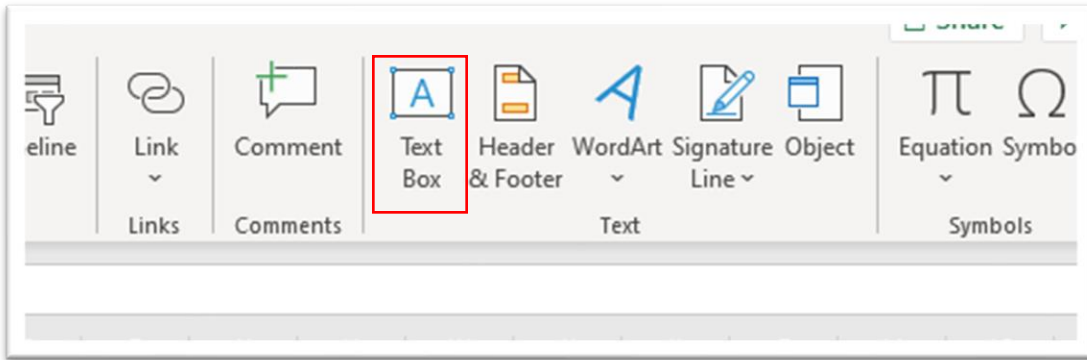 Share
eline
Link
Links
Comment
Comments
Text
Box
Header
& Footer
WordArt
Signature
Line
Object
Text
Equation
Symbo
Symbols